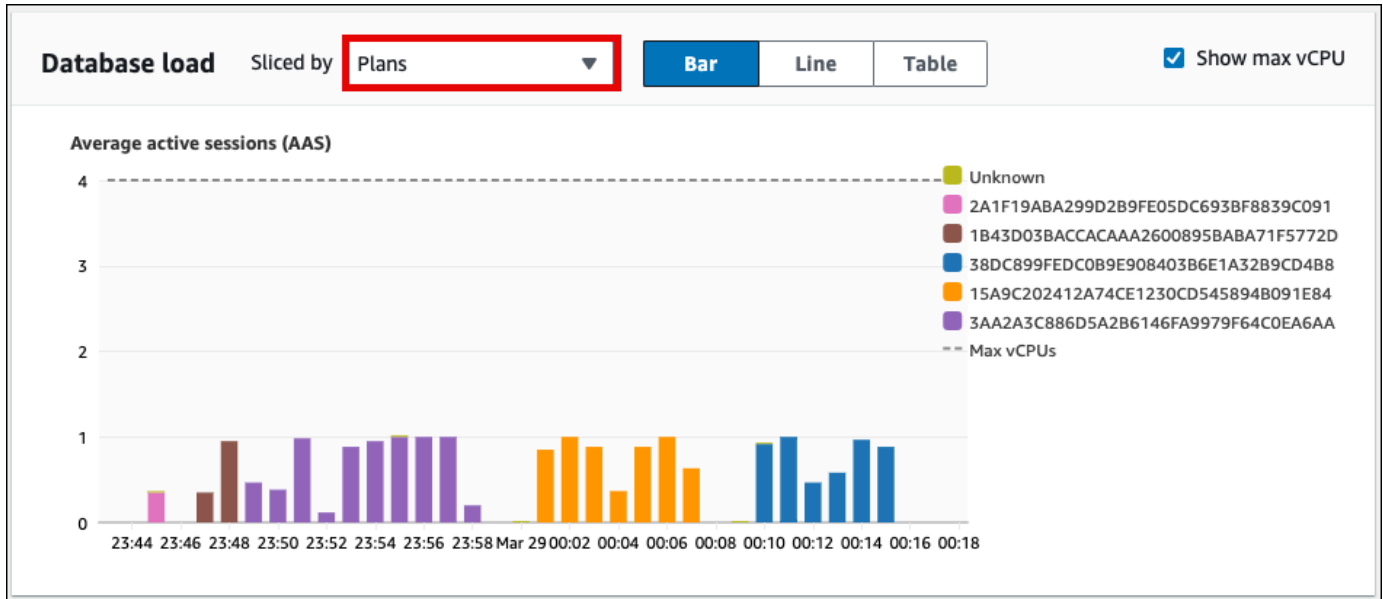 Database load Sliced by Plans Bar Line Table Show max vCPU
Average active sessions (AAS)
4
3
2
1
0
23:44 23:46 23:48 23:50 23:52 23:54 23:56 23:58 Mar 29 00:02 00:04 00:06 00:08 00:10 00:12 00:14 00:16 00:18
Unknown
2A1F19ABA299D2B9FE05DC693BF8839C091
1B43D03BACCACAAA2600895BABA71F5772D
38DC899FEDC0B9E908403B6E1A32B9CD4B8
15A9C202412A74CE1230CD545894B091E84
3AA2A3C886D5A2B6146FA9979F64C0EA6AA
Max vCPUs